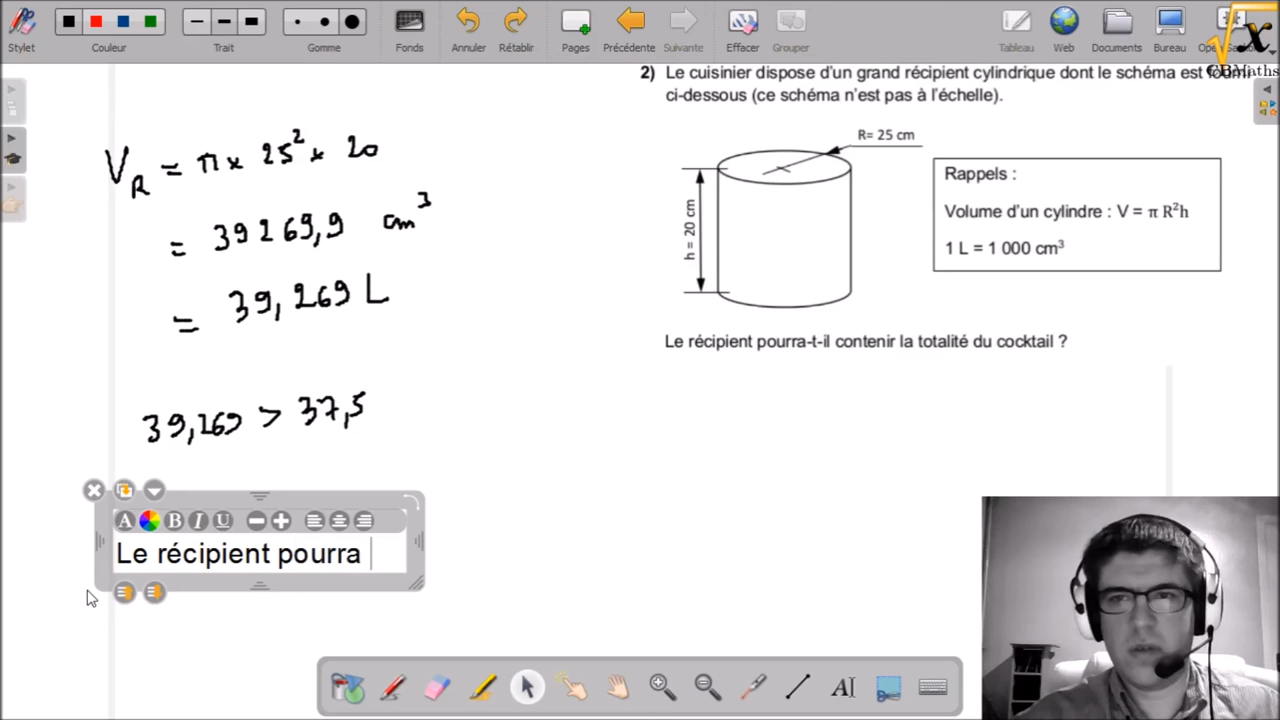 Stylet
Couleur
Trait
Gomme
Fonds
Annuler
Rétablir
Pages
Précédente
Suivante
Effacer
Grouper
Tableau
Web
Documents
Bureau
CBMaths
2) Le cuisinier dispose d'un grand récipient cylindrique dont le schéma est
ci-dessous (ce schéma n'est pas à l'échelle).
R= 25 cm
h = 20 cm
Rappels :
Volume d'un cylindre : V = π R²h
1 L = 1 000 cm³
Le récipient pourra-t-il contenir la totalité du cocktail ?
V_R = π × 25² × 20
= 39269,9 cm³
= 39,269 L
39,269 > 37,5
A B I U
Le récipient pourra
AI